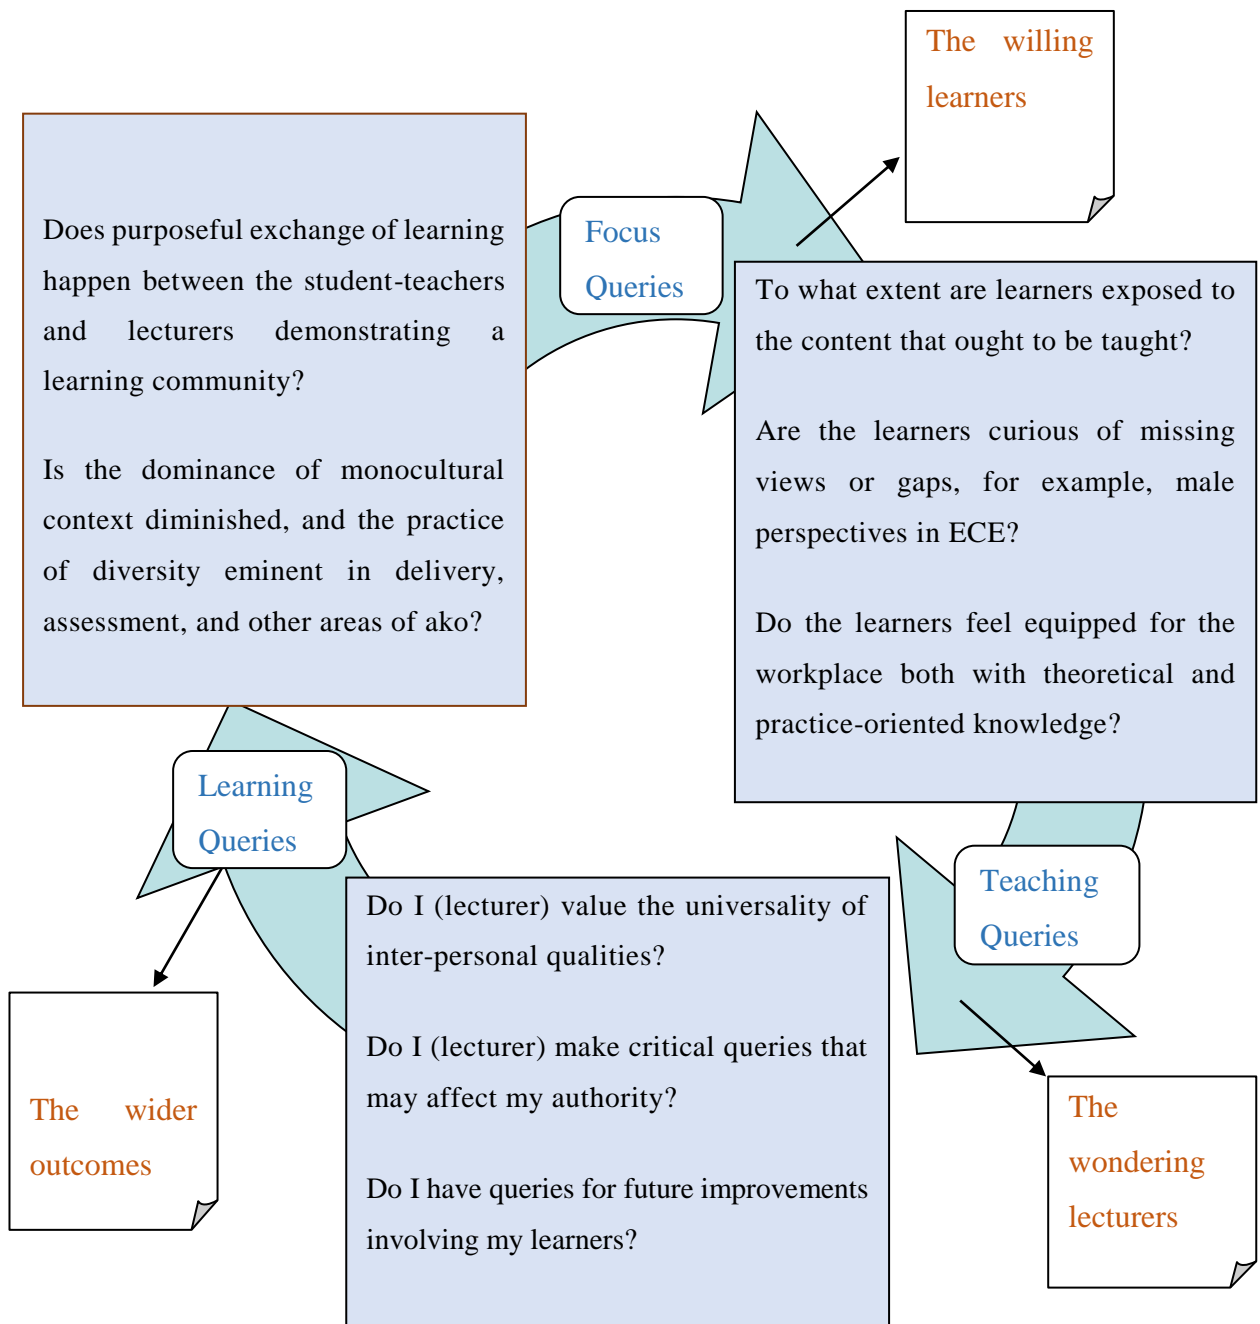 The willing
learners
Focus
Queries
Does purposeful exchange of learning
happen between the student-teachers
and lecturers demonstrating a
learning community?
Is the dominance of monocultural
context diminished, and the practice
of diversity eminent in delivery,
assessment, and other areas of ako?
To what extent are learners exposed to
the content that ought to be taught?
Are the learners curious of missing
views or gaps, for example, male
perspectives in ECE?
Do the learners feel equipped for the
workplace both with theoretical and
practice-oriented knowledge?
Learning
Queries
Teaching
Queries
Do I (lecturer) value the universality of
inter-personal qualities?
Do I (lecturer) make critical queries that
may affect my authority?
Do I have queries for future improvements
involving my learners?
The wider
outcomes
The
wondering
lecturers